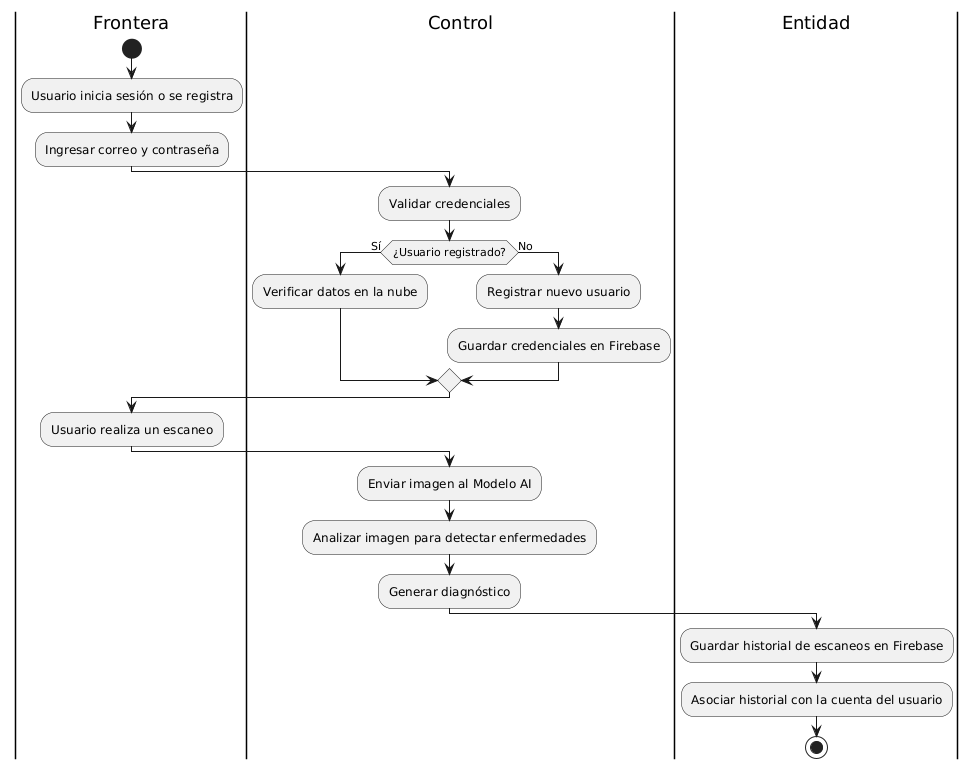 Frontera
Control
Entidad
Usuario inicia sesión o se registra
Ingresar correo y contraseña
Validar credenciales
Sí
¿Usuario registrado?
No
Verificar datos en la nube
Registrar nuevo usuario
Guardar credenciales en Firebase
Usuario realiza un escaneo
Enviar imagen al Modelo AI
Analizar imagen para detectar enfermedades
Generar diagnóstico
Guardar historial de escaneos en Firebase
Asociar historial con la cuenta del usuario